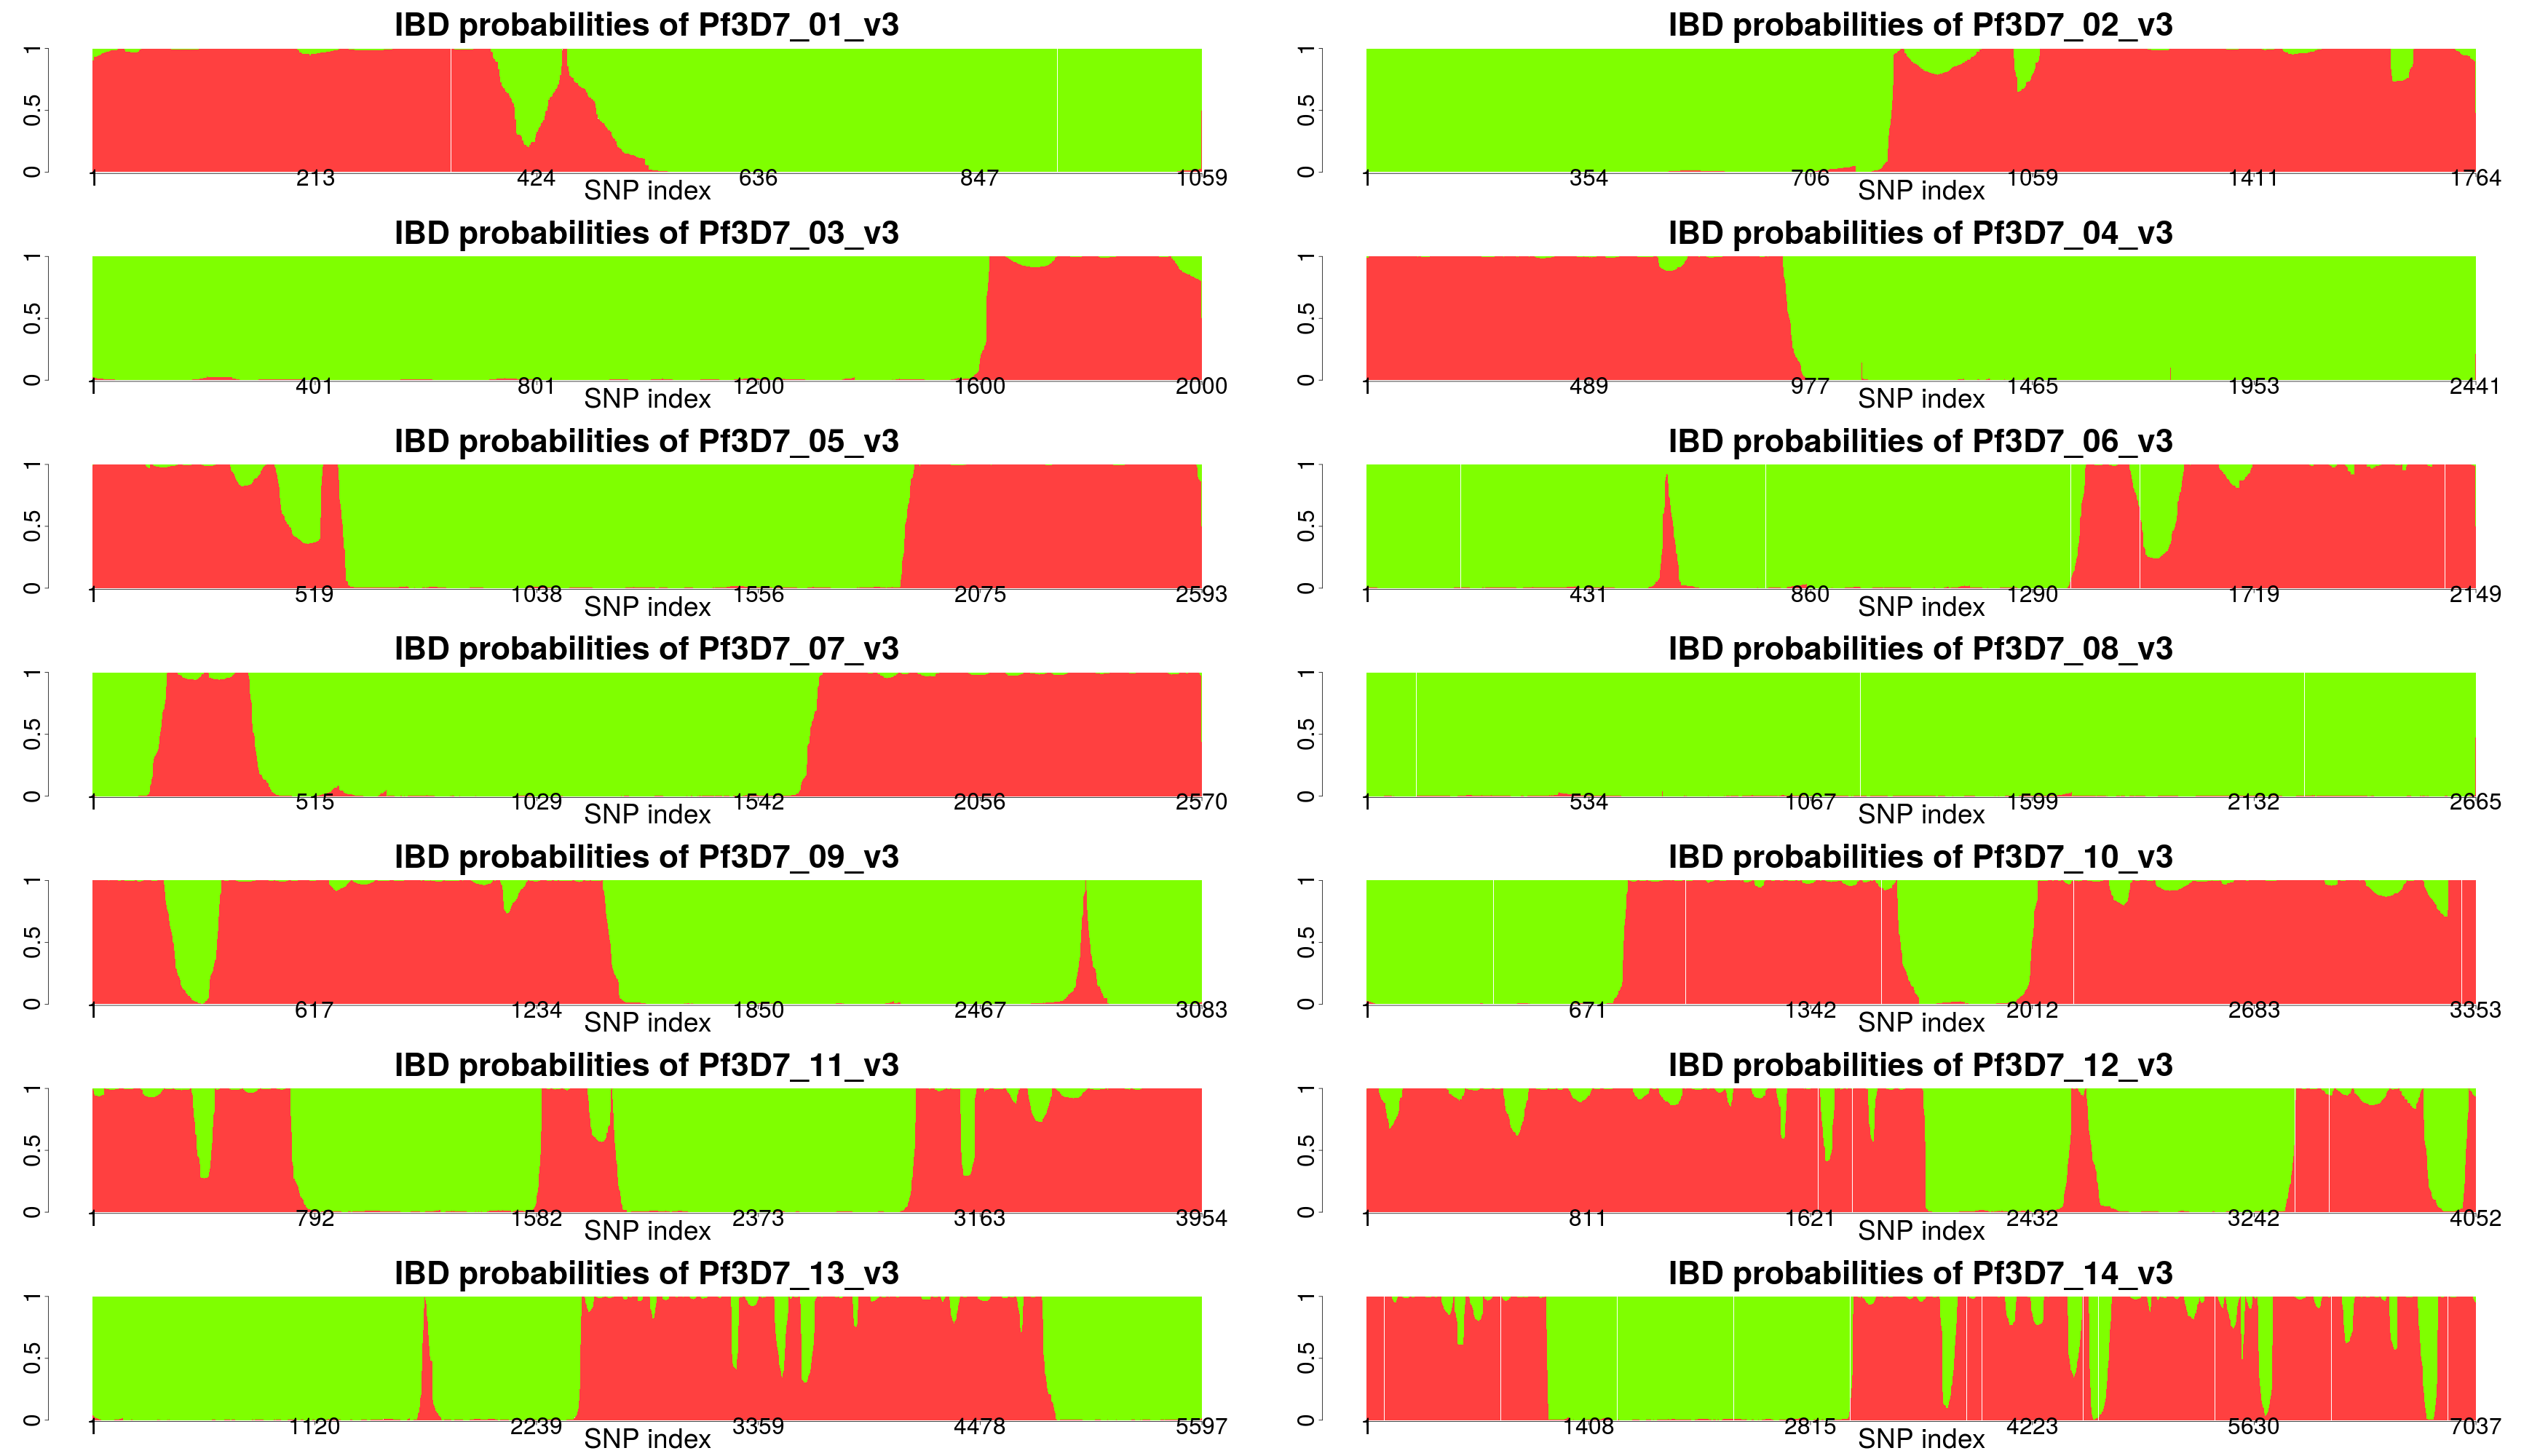 IBD probabilities of Pf3D7_01_v3
0 0.5 1
1 213 424 636 847 1059
SNP index
IBD probabilities of Pf3D7_02_v3
0 0.5 1
1 354 706 1059 1411 1764
SNP index
IBD probabilities of Pf3D7_03_v3
0 0.5 1
1 401 801 1200 1600 2000
SNP index
IBD probabilities of Pf3D7_04_v3
0 0.5 1
1 489 977 1465 1953 2441
SNP index
IBD probabilities of Pf3D7_05_v3
0 0.5 1
1 519 1038 1556 2075 2593
SNP index
IBD probabilities of Pf3D7_06_v3
0 0.5 1
1 431 860 1290 1719 2149
SNP index
IBD probabilities of Pf3D7_07_v3
0 0.5 1
1 515 1029 1542 2056 2570
SNP index
IBD probabilities of Pf3D7_08_v3
0 0.5 1
1 534 1067 1599 2132 2665
SNP index
IBD probabilities of Pf3D7_09_v3
0 0.5 1
1 617 1234 1850 2467 3083
SNP index
IBD probabilities of Pf3D7_10_v3
0 0.5 1
1 671 1342 2012 2683 3353
SNP index
IBD probabilities of Pf3D7_11_v3
0 0.5 1
1 792 1582 2373 3163 3954
SNP index
IBD probabilities of Pf3D7_12_v3
0 0.5 1
1 811 1621 2432 3242 4052
SNP index
IBD probabilities of Pf3D7_13_v3
0 0.5 1
1 1120 2239 3359 4478 5597
SNP index
IBD probabilities of Pf3D7_14_v3
0 0.5 1
1 1408 2815 4223 5630 7037
SNP index